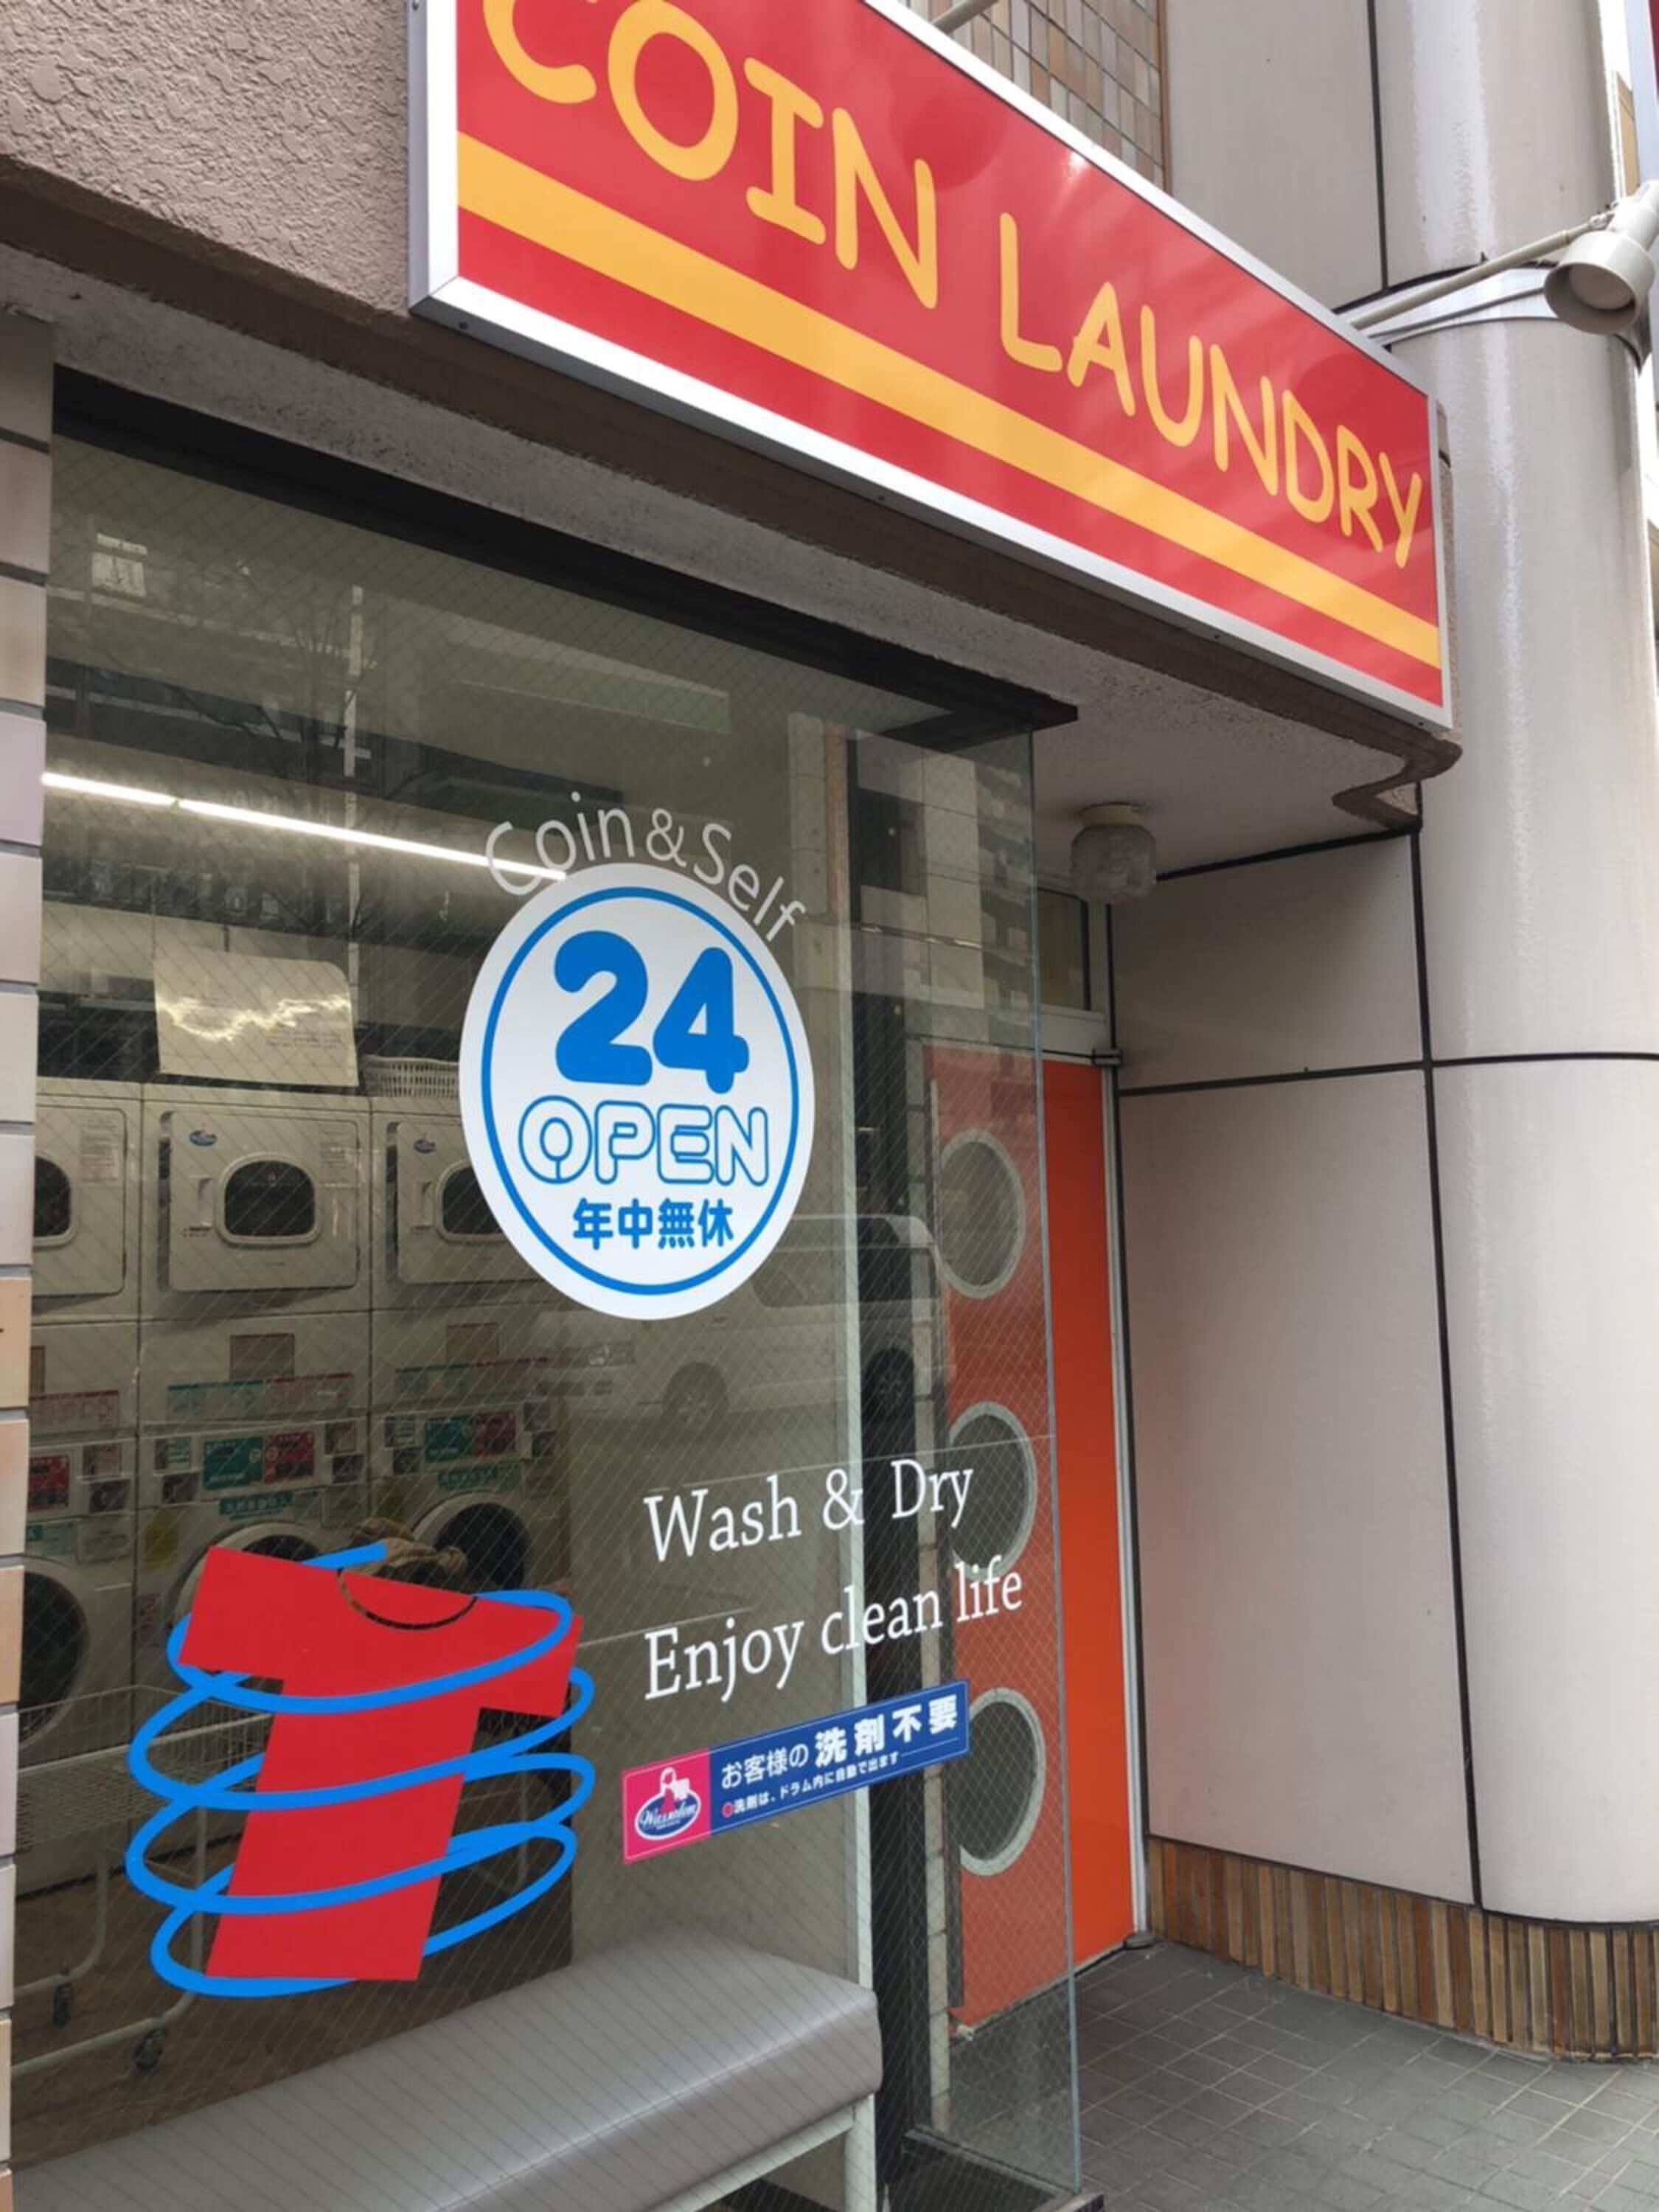 COIN LAUNDRY
Coin&Self
24
OPEN
年中無休
Wash & Dry
Enjoy clean life
お客様の 洗剤不要
●洗剤は、ドラム内に自動で出ます
Washelon